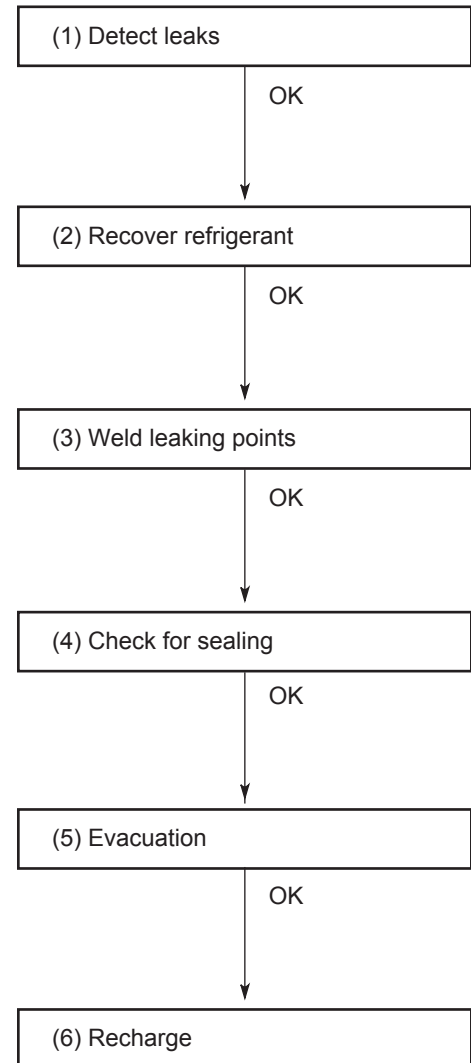 (1) Detect leaks
OK
(2) Recover refrigerant
OK
(3) Weld leaking points
OK
(4) Check for sealing
OK
(5) Evacuation
OK
(6) Recharge